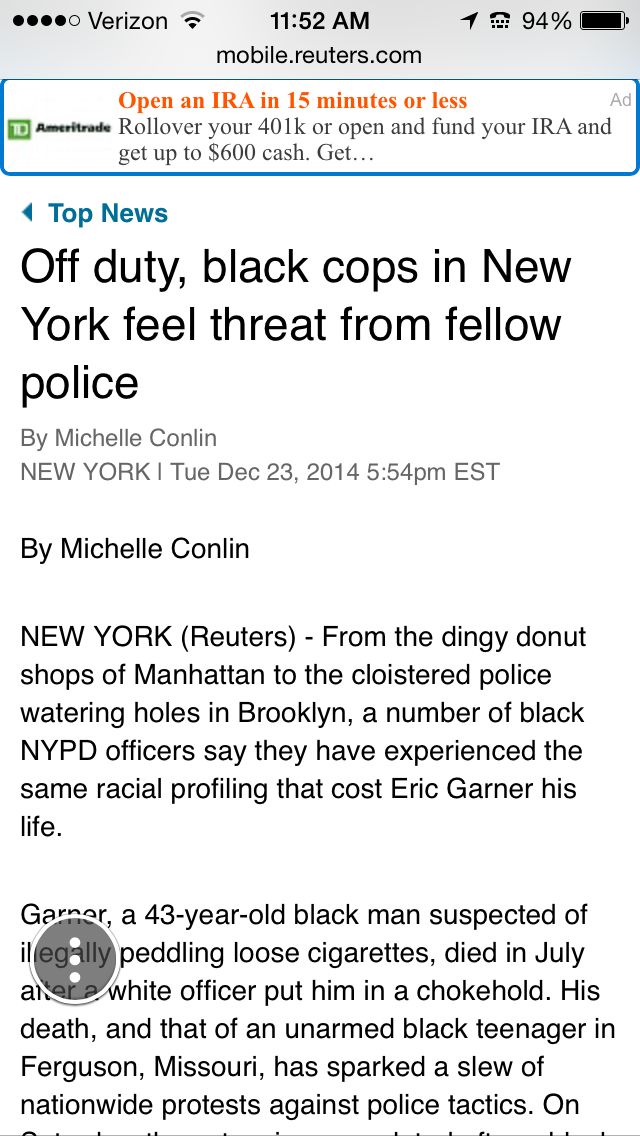 Verizon 11:52 AM 94%
mobile.reuters.com
Open an IRA in 15 minutes or less Ad
TD Ameritrade Rollover your 401k or open and fund your IRA and
get up to $600 cash. Get…
Top News
Off duty, black cops in New
York feel threat from fellow
police
By Michelle Conlin
NEW YORK | Tue Dec 23, 2014 5:54pm EST
By Michelle Conlin
NEW YORK (Reuters) - From the dingy donut
shops of Manhattan to the cloistered police
watering holes in Brooklyn, a number of black
NYPD officers say they have experienced the
same racial profiling that cost Eric Garner his
life.
Garner, a 43-year-old black man suspected of
illegally peddling loose cigarettes, died in July
after a white officer put him in a chokehold. His
death, and that of an unarmed black teenager in
Ferguson, Missouri, has sparked a slew of
nationwide protests against police tactics. On